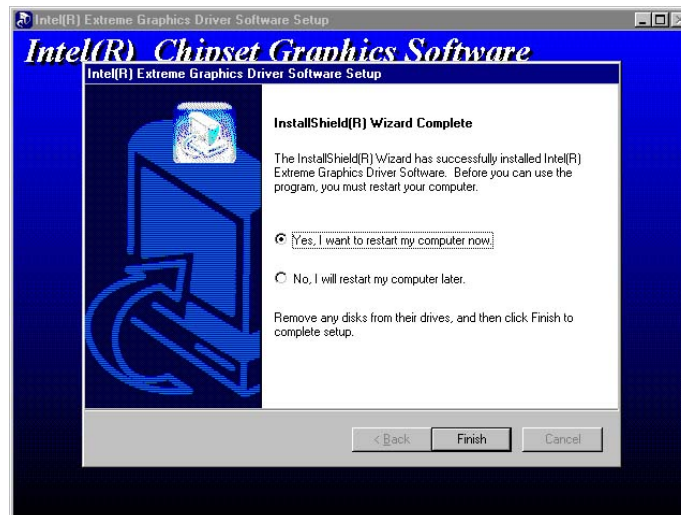 Intel(R) Extreme Graphics Driver Software Setup
Intel(R) Chipset Graphics Software
Intel(R) Extreme Graphics Driver Software Setup
InstallShield(R) Wizard Complete
The InstallShield(R) Wizard has successfully installed Intel(R)
Extreme Graphics Driver Software. Before you can use the
program, you must restart your computer.
Yes, I want to restart my computer now.
No, I will restart my computer later.
Remove any disks from their drives, and then click Finish to
complete setup.
< Back Finish Cancel